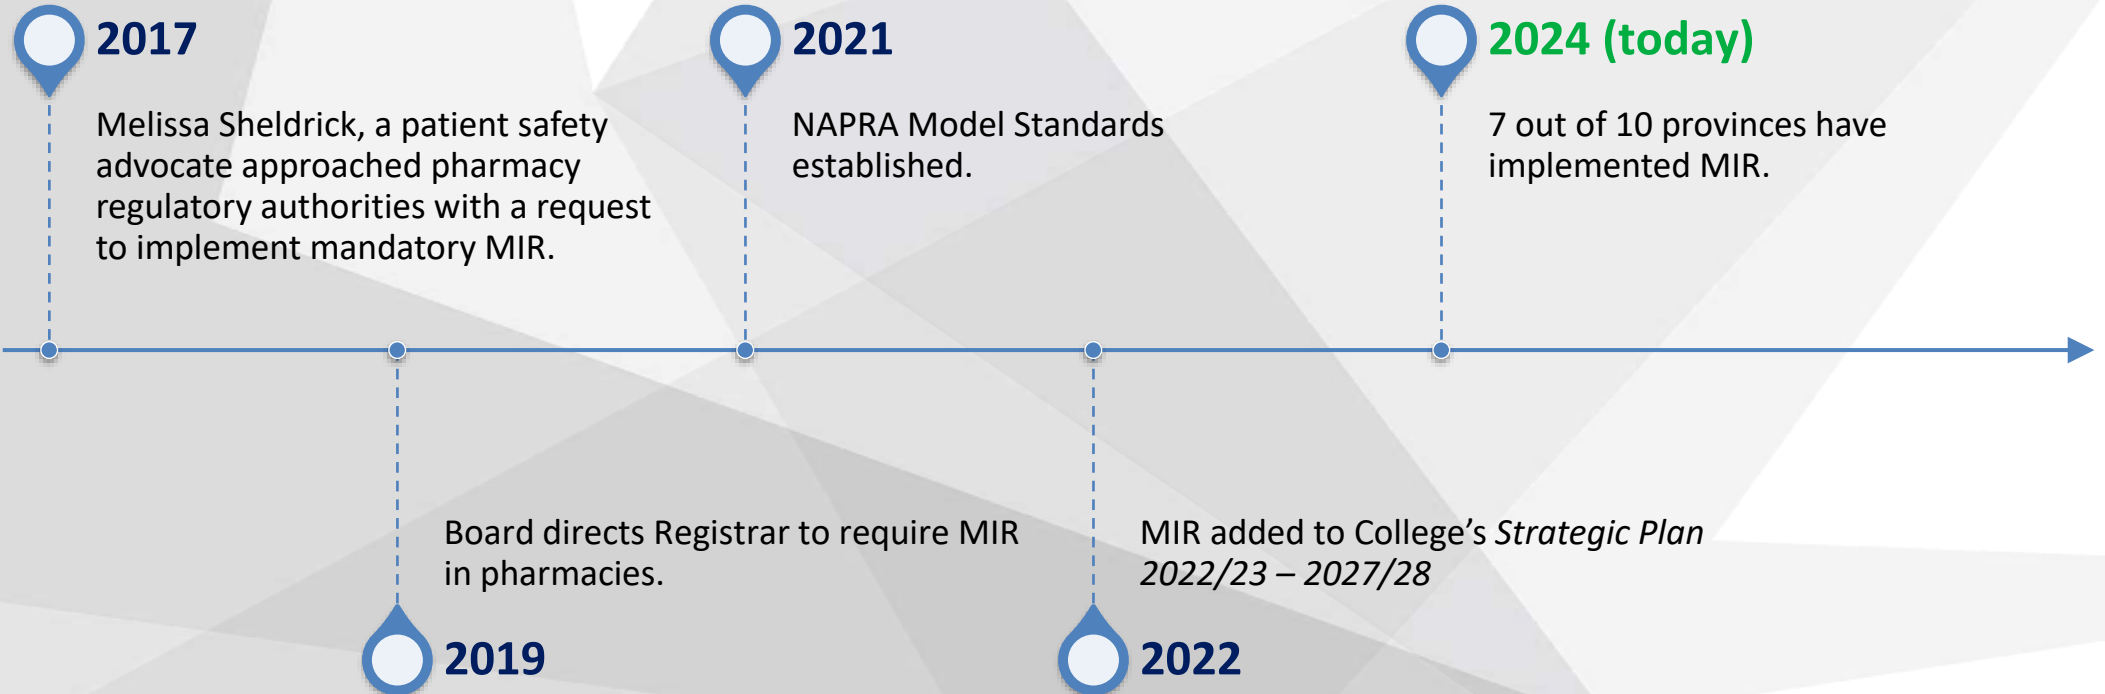 2017
Melissa Sheldrick, a patient safety
advocate approached pharmacy
regulatory authorities with a request
to implement mandatory MIR.
2021
NAPRA Model Standards
established.
2024 (today)
7 out of 10 provinces have
implemented MIR.
Board directs Registrar to require MIR
in pharmacies.
2019
MIR added to College’s Strategic Plan
2022/23 – 2027/28
2022